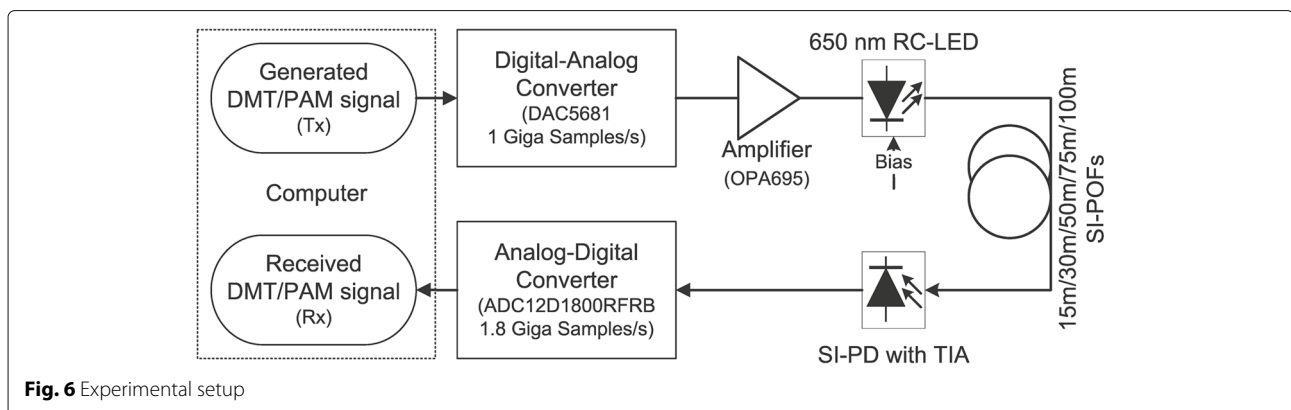 Generated
DMT/PAM signal
(Tx)
Computer
Received
DMT/PAM signal
(Rx)
Digital-Analog
Converter
(DAC5681
1 Giga Samples/s)
Analog-Digital
Converter
(ADC12D1800RFRB
1.8 Giga Samples/s)
Amplifier
(OPA695)
650 nm RC-LED
Bias
15m/30m/50m/75m/100m
SI-POFs
SI-PD with TIA
Fig. 6 Experimental setup